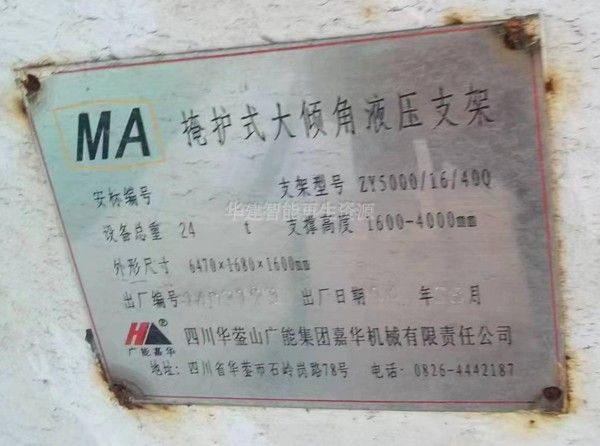 MA 掩护式大倾角液压支架
安标编号 支架型号 ZY5000/16/40Q
华建智能再生资源
设备总重 24 t 支撑高度 1600-4000mm
外形尺寸 6470×1680×1600mm
出厂编号 出厂日期 年 月
HA® 四川华蓥山广能集团嘉华机械有限责任公司
广能嘉华
地址: 四川省华蓥市石岭岗路78号 电话: 0826-4442187